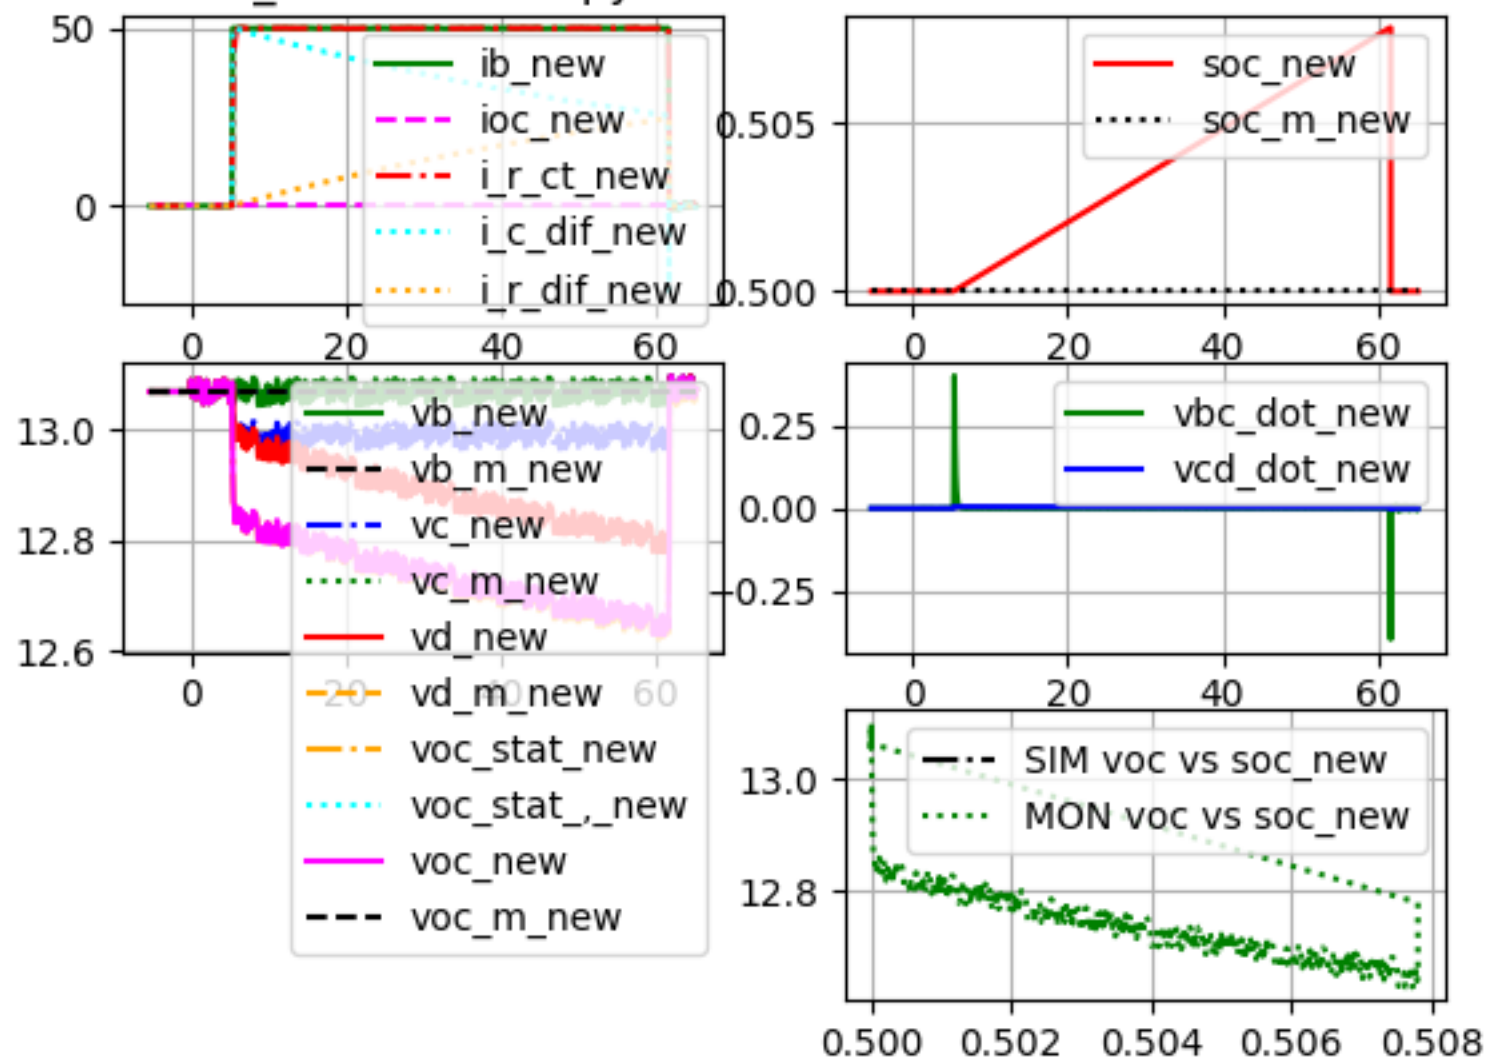 50
0
ib_new
ioc_new
i_r_ct_new
i_c_dif_new
i_r_dif_new
0 20 40 60
0.505
0.500
soc_new
soc_m_new
0 20 40 60
13.0
12.8
12.6
vb_new
vb_m_new
vc_new
vc_m_new
vd_new
vd_m_new
voc_stat_new
voc_stat_,_new
voc_new
voc_m_new
0 20 40 60
0.25
0.00
−0.25
vbc_dot_new
vcd_dot_new
0 20 40 60
13.0
12.8
SIM voc vs soc_new
MON voc vs soc_new
0.500 0.502 0.504 0.506 0.508